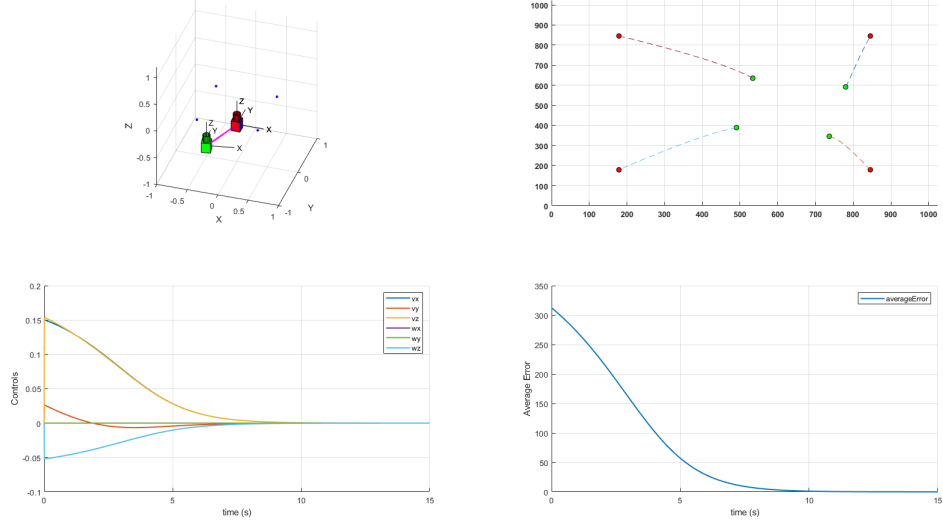 1
0.5
0
-0.5
-1
Z
Z
Y
X
Z
Y
X
-1
-0.5
0
0.5
1
X
-1
0
1
Y
1000
900
800
700
600
500
400
300
200
100
0
0 100 200 300 400 500 600 700 800 900 1000
0.2
0.15
0.1
0.05
0
-0.05
-0.1
Controls
0 5 10 15
time (s)
vx
vy
vz
wx
wy
wz
350
300
250
200
150
100
50
0
Average Error
0 5 10 15
time (s)
averageError